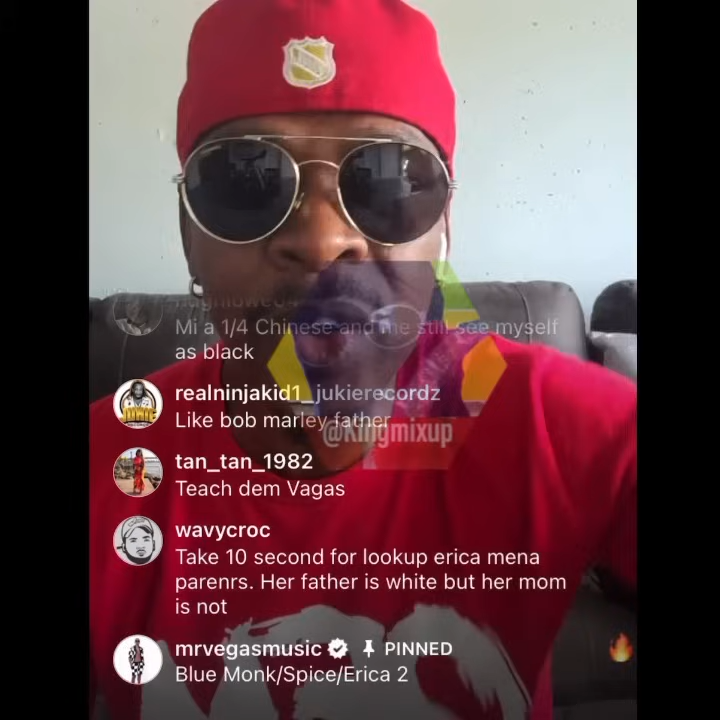 Mi a 1/4 Chinese and me still see myself
as black
realninjakid1_jukierecordz
Like bob marley father
@Kingmixup
tan_tan_1982
Teach dem Vagas
wavycroc
Take 10 second for lookup erica mena
parenrs. Her father is white but her mom
is not
mrvegasmusic PINNED
Blue Monk/Spice/Erica 2